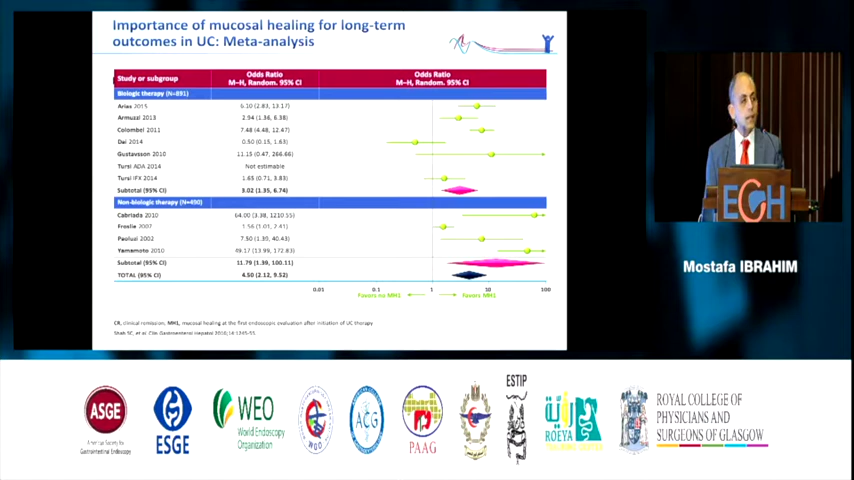 Importance of mucosal healing for long-term
outcomes in UC: Meta-analysis
Study or subgroup
Odds Ratio
M-H, Random. 95% CI
Odds Ratio
M-H, Random. 95% CI
Biologic therapy (N=891)
Arias 2015 6.10 (2.83, 13.17)
Armuzzi 2013 2.94 (1.36, 6.38)
Colombel 2011 7.48 (4.48, 12.47)
Dai 2014 0.50 (0.15, 1.63)
Gustavsson 2010 11.15 (0.47, 266.66)
Tursi ADA 2014 Not estimable
Tursi IFX 2014 1.65 (0.71, 3.83)
Subtotal (95% CI) 3.02 (1.35, 6.74)
Non-biologic therapy (N=490)
Cabriada 2010 64.00 (3.38, 1210.55)
Froslie 2007 1.56 (1.01, 2.41)
Paoluzi 2002 7.50 (1.39, 40.43)
Yamamoto 2010 49.17 (13.99, 172.83)
Subtotal (95% CI) 11.79 (1.39, 100.11)
TOTAL (95% CI) 4.50 (2.12, 9.52)
0.01 0.1 1 10 100
Favors no MH1 Favors MH1
CR, clinical remission, MH1, mucosal healing at the first endoscopic evaluation after initiation of UC therapy
Shah SC, et al. Clin Gastroenterol Hepatol 2016;14:1245-55.
EGH
Mostafa IBRAHIM
ASGE
American Society for
Gastrointestinal Endoscopy
ESGE
WEO
World Endoscopy
Organization
WGO
ACG
PAAG
ESTIP
راية
ROEYA
ROYAL COLLEGE OF
PHYSICIANS AND
SURGEONS OF GLASGOW